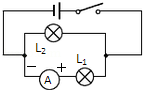 L₂
− A + L₁